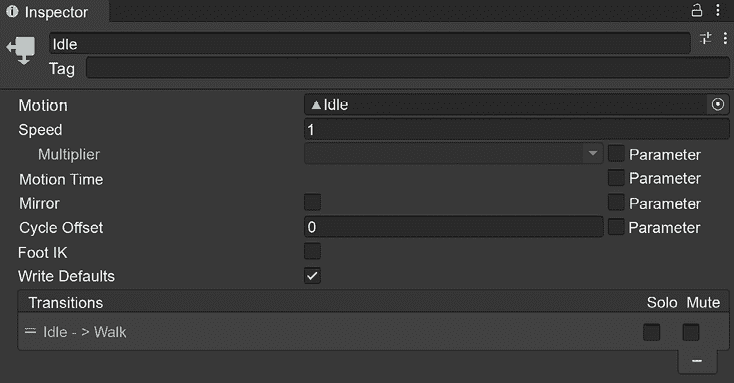 Inspector
Idle
Tag
Motion Idle
Speed 1
Multiplier Parameter
Motion Time Parameter
Mirror Parameter
Cycle Offset 0 Parameter
Foot IK
Write Defaults
Transitions Solo Mute
Idle - > Walk